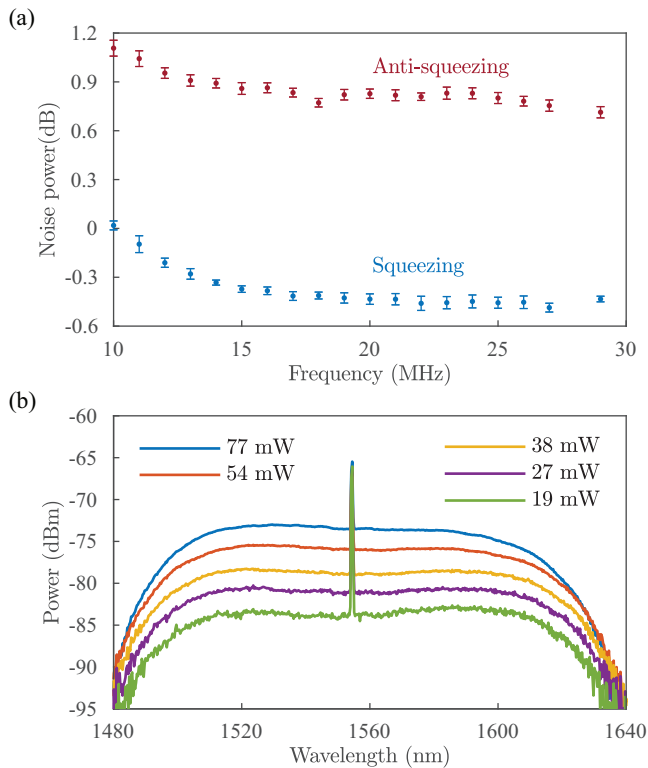 (a)
1.2
0.9
0.6
0.3
0
-0.3
-0.6
Noise power(dB)
Anti-squeezing
Squeezing
10
15
20
25
30
Frequency (MHz)
(b)
-60
-65
-70
-75
-80
-85
-90
-95
Power (dBm)
77 mW
54 mW
38 mW
27 mW
19 mW
1480
1520
1560
1600
1640
Wavelength (nm)